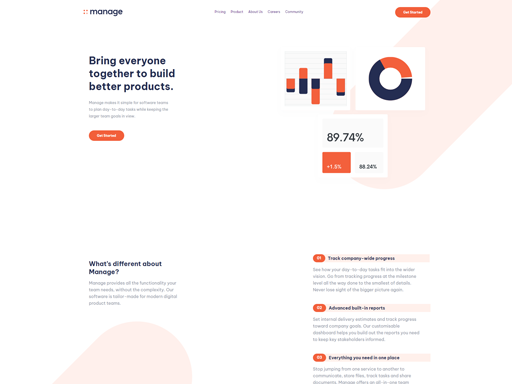 manage
Pricing Product About Us Careers Community
Get Started
Bring everyone
together to build
better products.
Manage makes it simple for software teams
to plan day-to-day tasks while keeping the
larger team goals in view.
Get Started
89.74%
+1.5%
88.24%
What's different about
Manage?
Manage provides all the functionality your
team needs, without the complexity. Our
software is tailor-made for modern digital
product teams.
01 Track company-wide progress
See how your day-to-day tasks fit into the wider
vision. Go from tracking progress at the milestone
level all the way done to the smallest of details.
Never lose sight of the bigger picture again.
02 Advanced built-in reports
Set internal delivery estimates and track progress
toward company goals. Our customisable
dashboard helps you build out the reports you need
to keep key stakeholders informed.
03 Everything you need in one place
Stop jumping from one service to another to
communicate, store files, track tasks and share
documents. Manage offers an all-in-one team